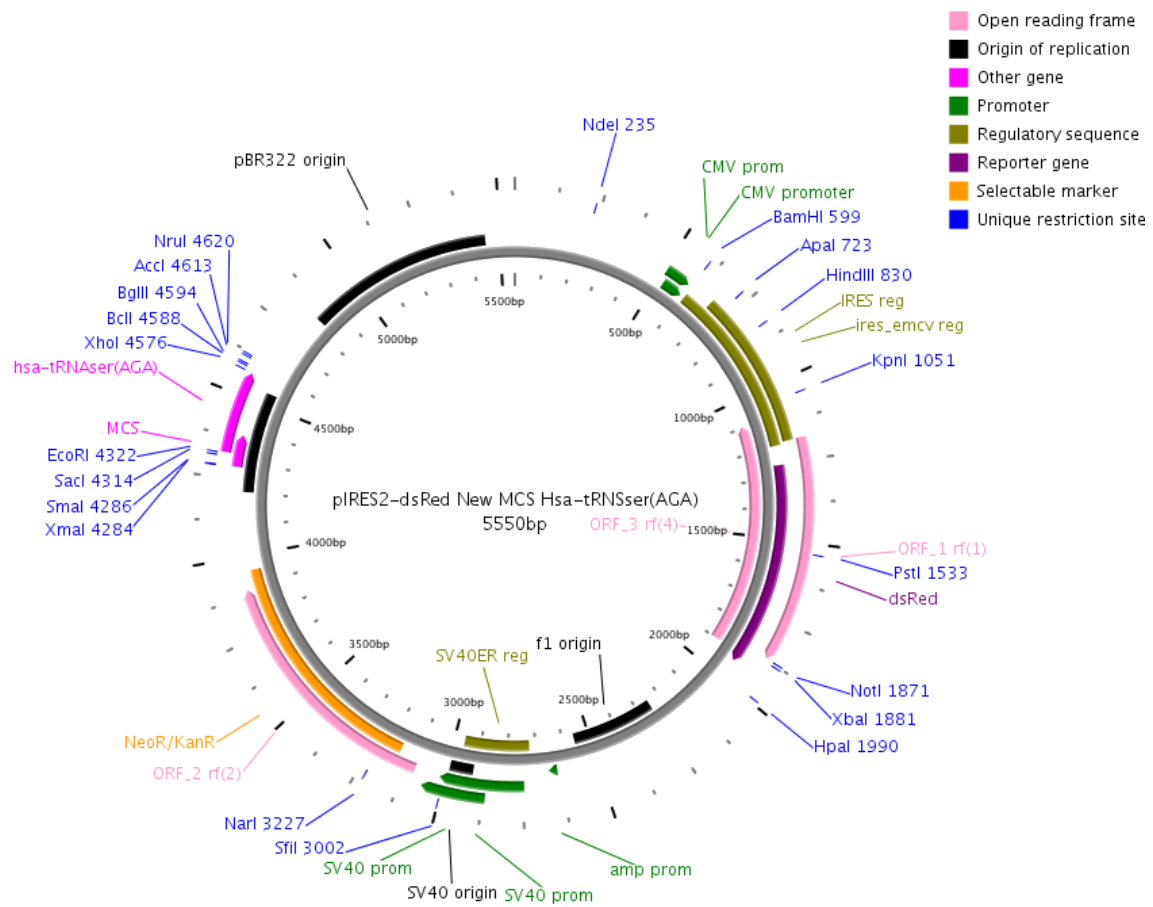 Open reading frame
Origin of replication
Other gene
Promoter
Regulatory sequence
Reporter gene
Selectable marker
Unique restriction site
NdeI 235
pBR322 origin
CMV prom
CMV promoter
BamHI 599
ApaI 723
HindIII 830
IRES reg
ires_emcv reg
KpnI 1051
NruI 4620
AccI 4613
BglII 4594
BclI 4588
XhoI 4576
hsa-tRNAser(AGA)
MCS
EcoRI 4322
SacI 4314
SmaI 4286
XmaI 4284
5500bp
500bp
5000bp
1000bp
4500bp
pIRES2-dsRed New MCS Hsa-tRNSser(AGA)
5550bp
ORF_3 rf(4)
1500bp
4000bp
ORF_1 rf(1)
PstI 1533
dsRed
2000bp
3500bp
f1 origin
SV40ER reg
2500bp
3000bp
NotI 1871
XbaI 1881
HpaI 1990
NeoR/KanR
ORF_2 rf(2)
NarI 3227
SfiI 3002
SV40 prom
SV40 origin
SV40 prom
amp prom